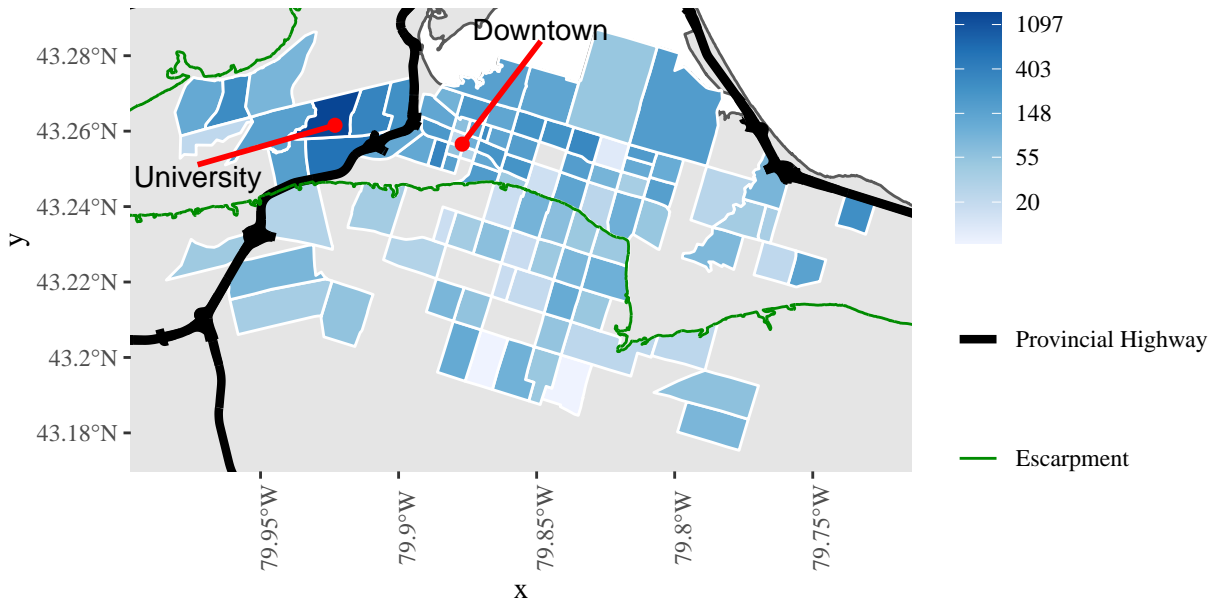 Downtown
University
43.28°N
43.26°N
43.24°N
43.22°N
43.2°N
43.18°N
y
79.95°W
79.9°W
79.85°W
79.8°W
79.75°W
x
1097
403
148
55
20
Provincial Highway
Escarpment